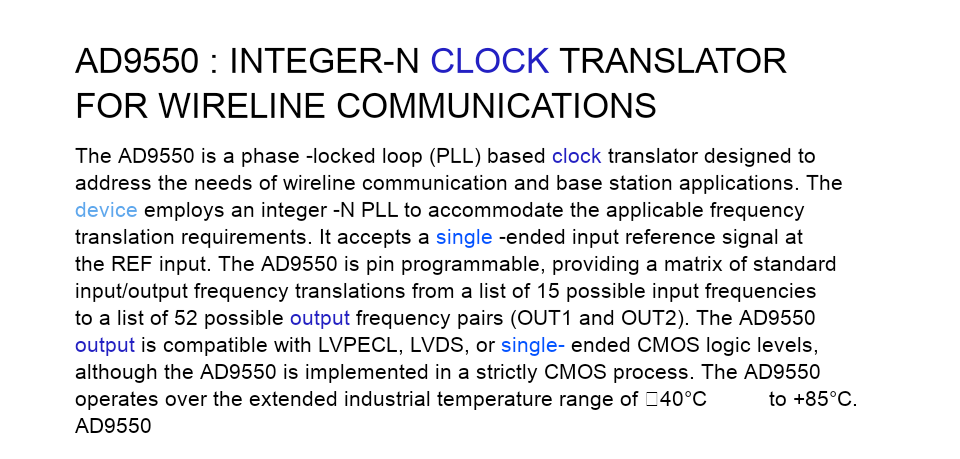 AD9550 : INTEGER-N CLOCK TRANSLATOR
FOR WIRELINE COMMUNICATIONS
The AD9550 is a phase -locked loop (PLL) based clock translator designed to
address the needs of wireline communication and base station applications. The
device employs an integer -N PLL to accommodate the applicable frequency
translation requirements. It accepts a single -ended input reference signal at
the REF input. The AD9550 is pin programmable, providing a matrix of standard
input/output frequency translations from a list of 15 possible input frequencies
to a list of 52 possible output frequency pairs (OUT1 and OUT2). The AD9550
output is compatible with LVPECL, LVDS, or single- ended CMOS logic levels,
although the AD9550 is implemented in a strictly CMOS process. The AD9550
operates over the extended industrial temperature range of □40°C to +85°C.
AD9550